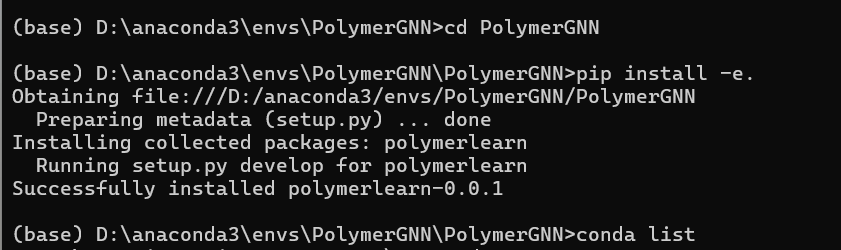 (base) D:\anaconda3\envs\PolymerGNN>cd PolymerGNN
(base) D:\anaconda3\envs\PolymerGNN\PolymerGNN>pip install -e.
Obtaining file:///D:/anaconda3/envs/PolymerGNN/PolymerGNN
  Preparing metadata (setup.py) ... done
Installing collected packages: polymerlearn
  Running setup.py develop for polymerlearn
Successfully installed polymerlearn-0.0.1
(base) D:\anaconda3\envs\PolymerGNN\PolymerGNN>conda list